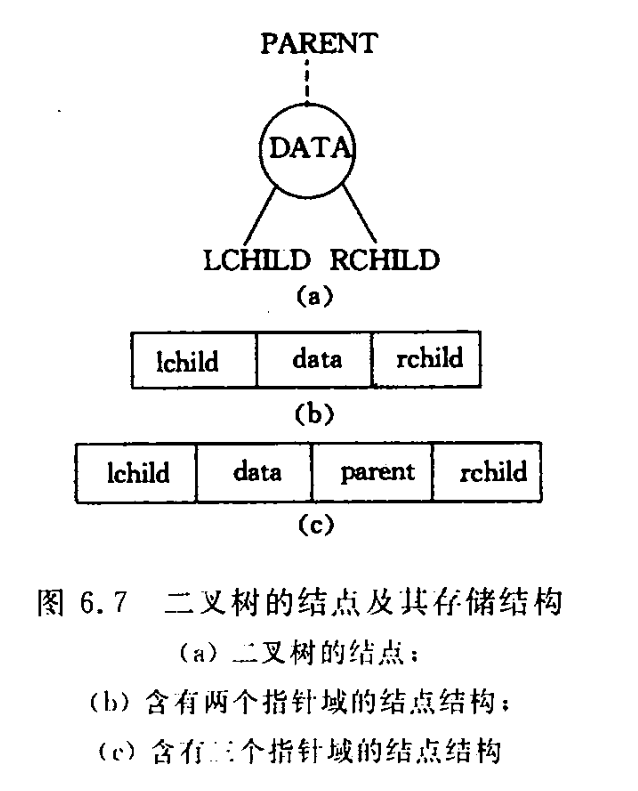 PARENT
DATA
LCHILD RCHILD
(a)
lchild data rchild
(b)
lchild data parent rchild
(c)
图 6.7 二叉树的结点及其存储结构
(a) 二叉树的结点;
(b) 含有两个指针域的结点结构;
(c) 含有三个指针域的结点结构